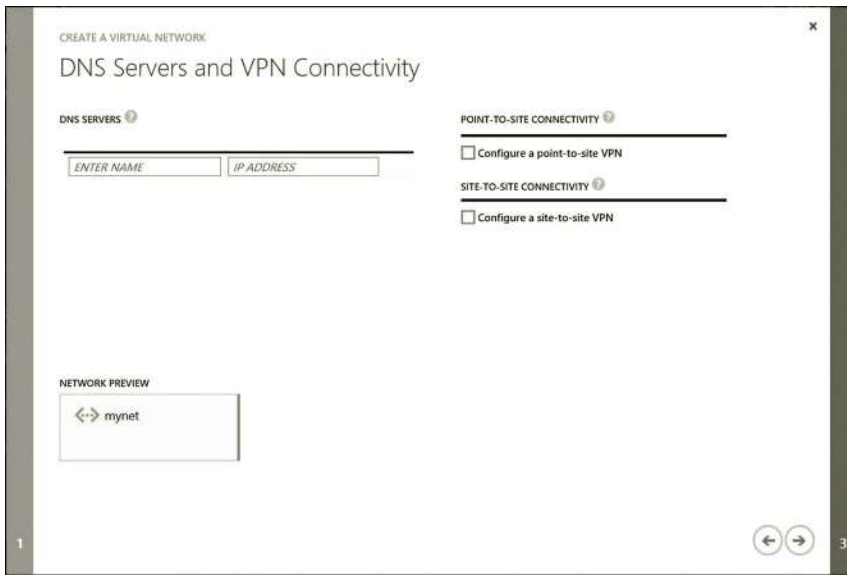 CREATE A VIRTUAL NETWORK
x
DNS Servers and VPN Connectivity
DNS SERVERS ?
ENTER NAME
IP ADDRESS
POINT-TO-SITE CONNECTIVITY ?
Configure a point-to-site VPN
SITE-TO-SITE CONNECTIVITY ?
Configure a site-to-site VPN
NETWORK PREVIEW
mynet
1
3